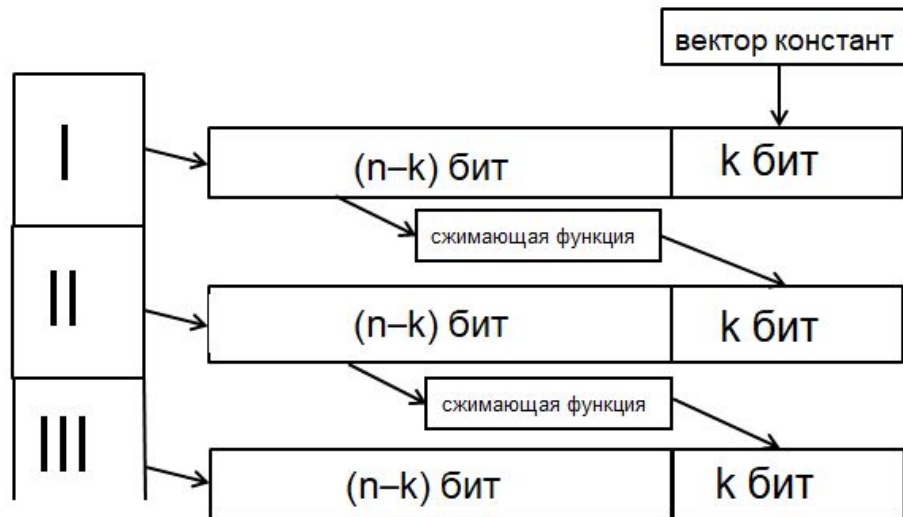 вектор констант
I
(n–k) бит
k бит
сжимающая функция
II
(n–k) бит
k бит
сжимающая функция
III
(n–k) бит
k бит